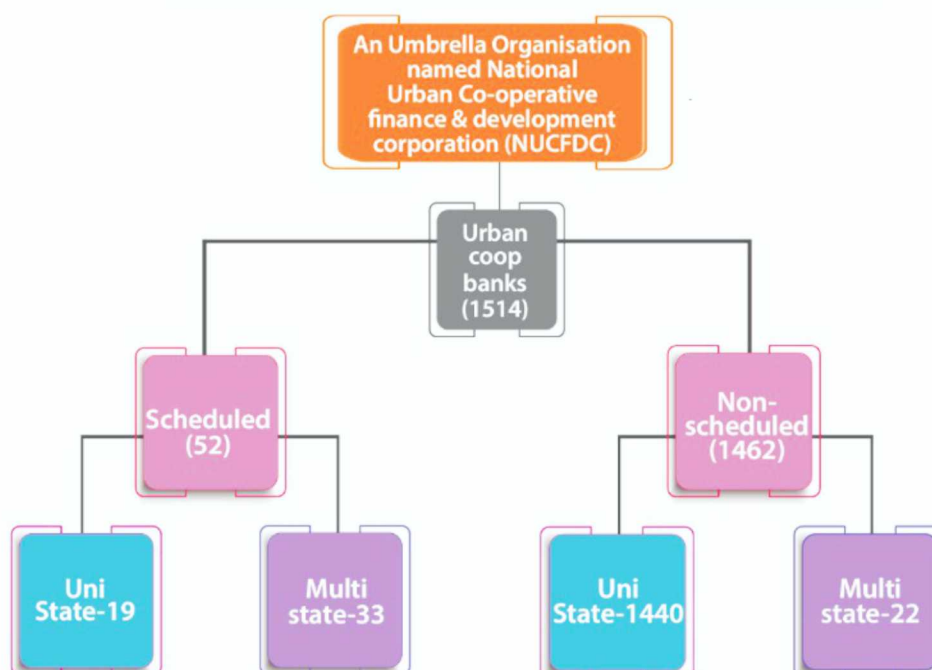 An Umbrella Organisation
named National
Urban Co-operative
finance & development
corporation (NUCFDC)
Urban
coop
banks
(1514)
Scheduled
(52)
Non-
scheduled
(1462)
Uni
State-19
Multi
state-33
Uni
State-1440
Multi
state-22